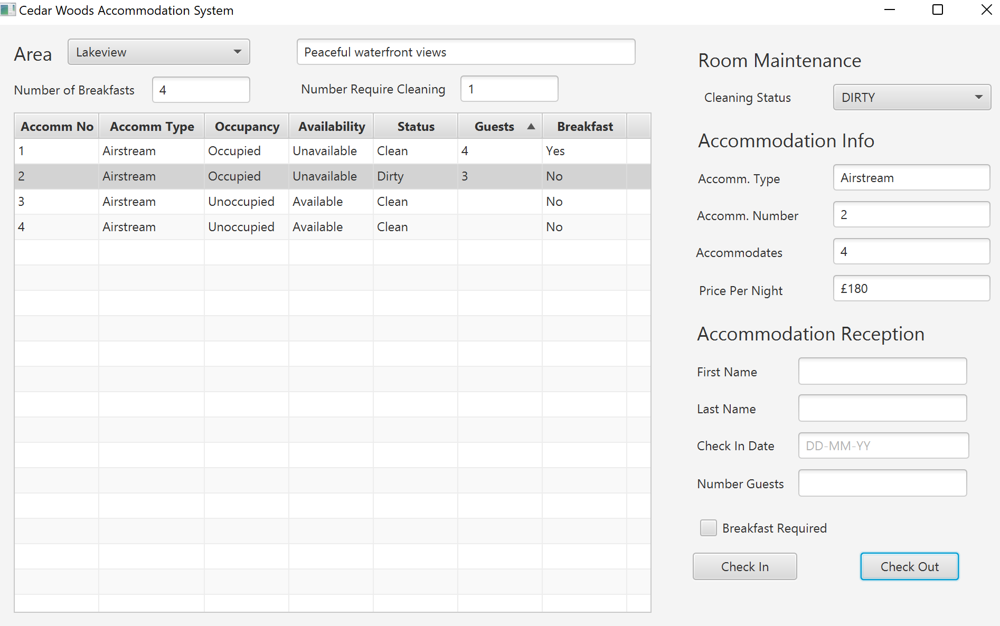 Cedar Woods Accommodation System
Area Lakeview Peaceful waterfront views
Number of Breakfasts 4 Number Require Cleaning 1
Accomm No Accomm Type Occupancy Availability Status Guests Breakfast
1 Airstream Occupied Unavailable Clean 4 Yes
2 Airstream Occupied Unavailable Dirty 3 No
3 Airstream Unoccupied Available Clean No
4 Airstream Unoccupied Available Clean No
Room Maintenance
Cleaning Status DIRTY
Accommodation Info
Accomm. Type Airstream
Accomm. Number 2
Accommodates 4
Price Per Night £180
Accommodation Reception
First Name
Last Name
Check In Date DD-MM-YY
Number Guests
Breakfast Required
Check In Check Out